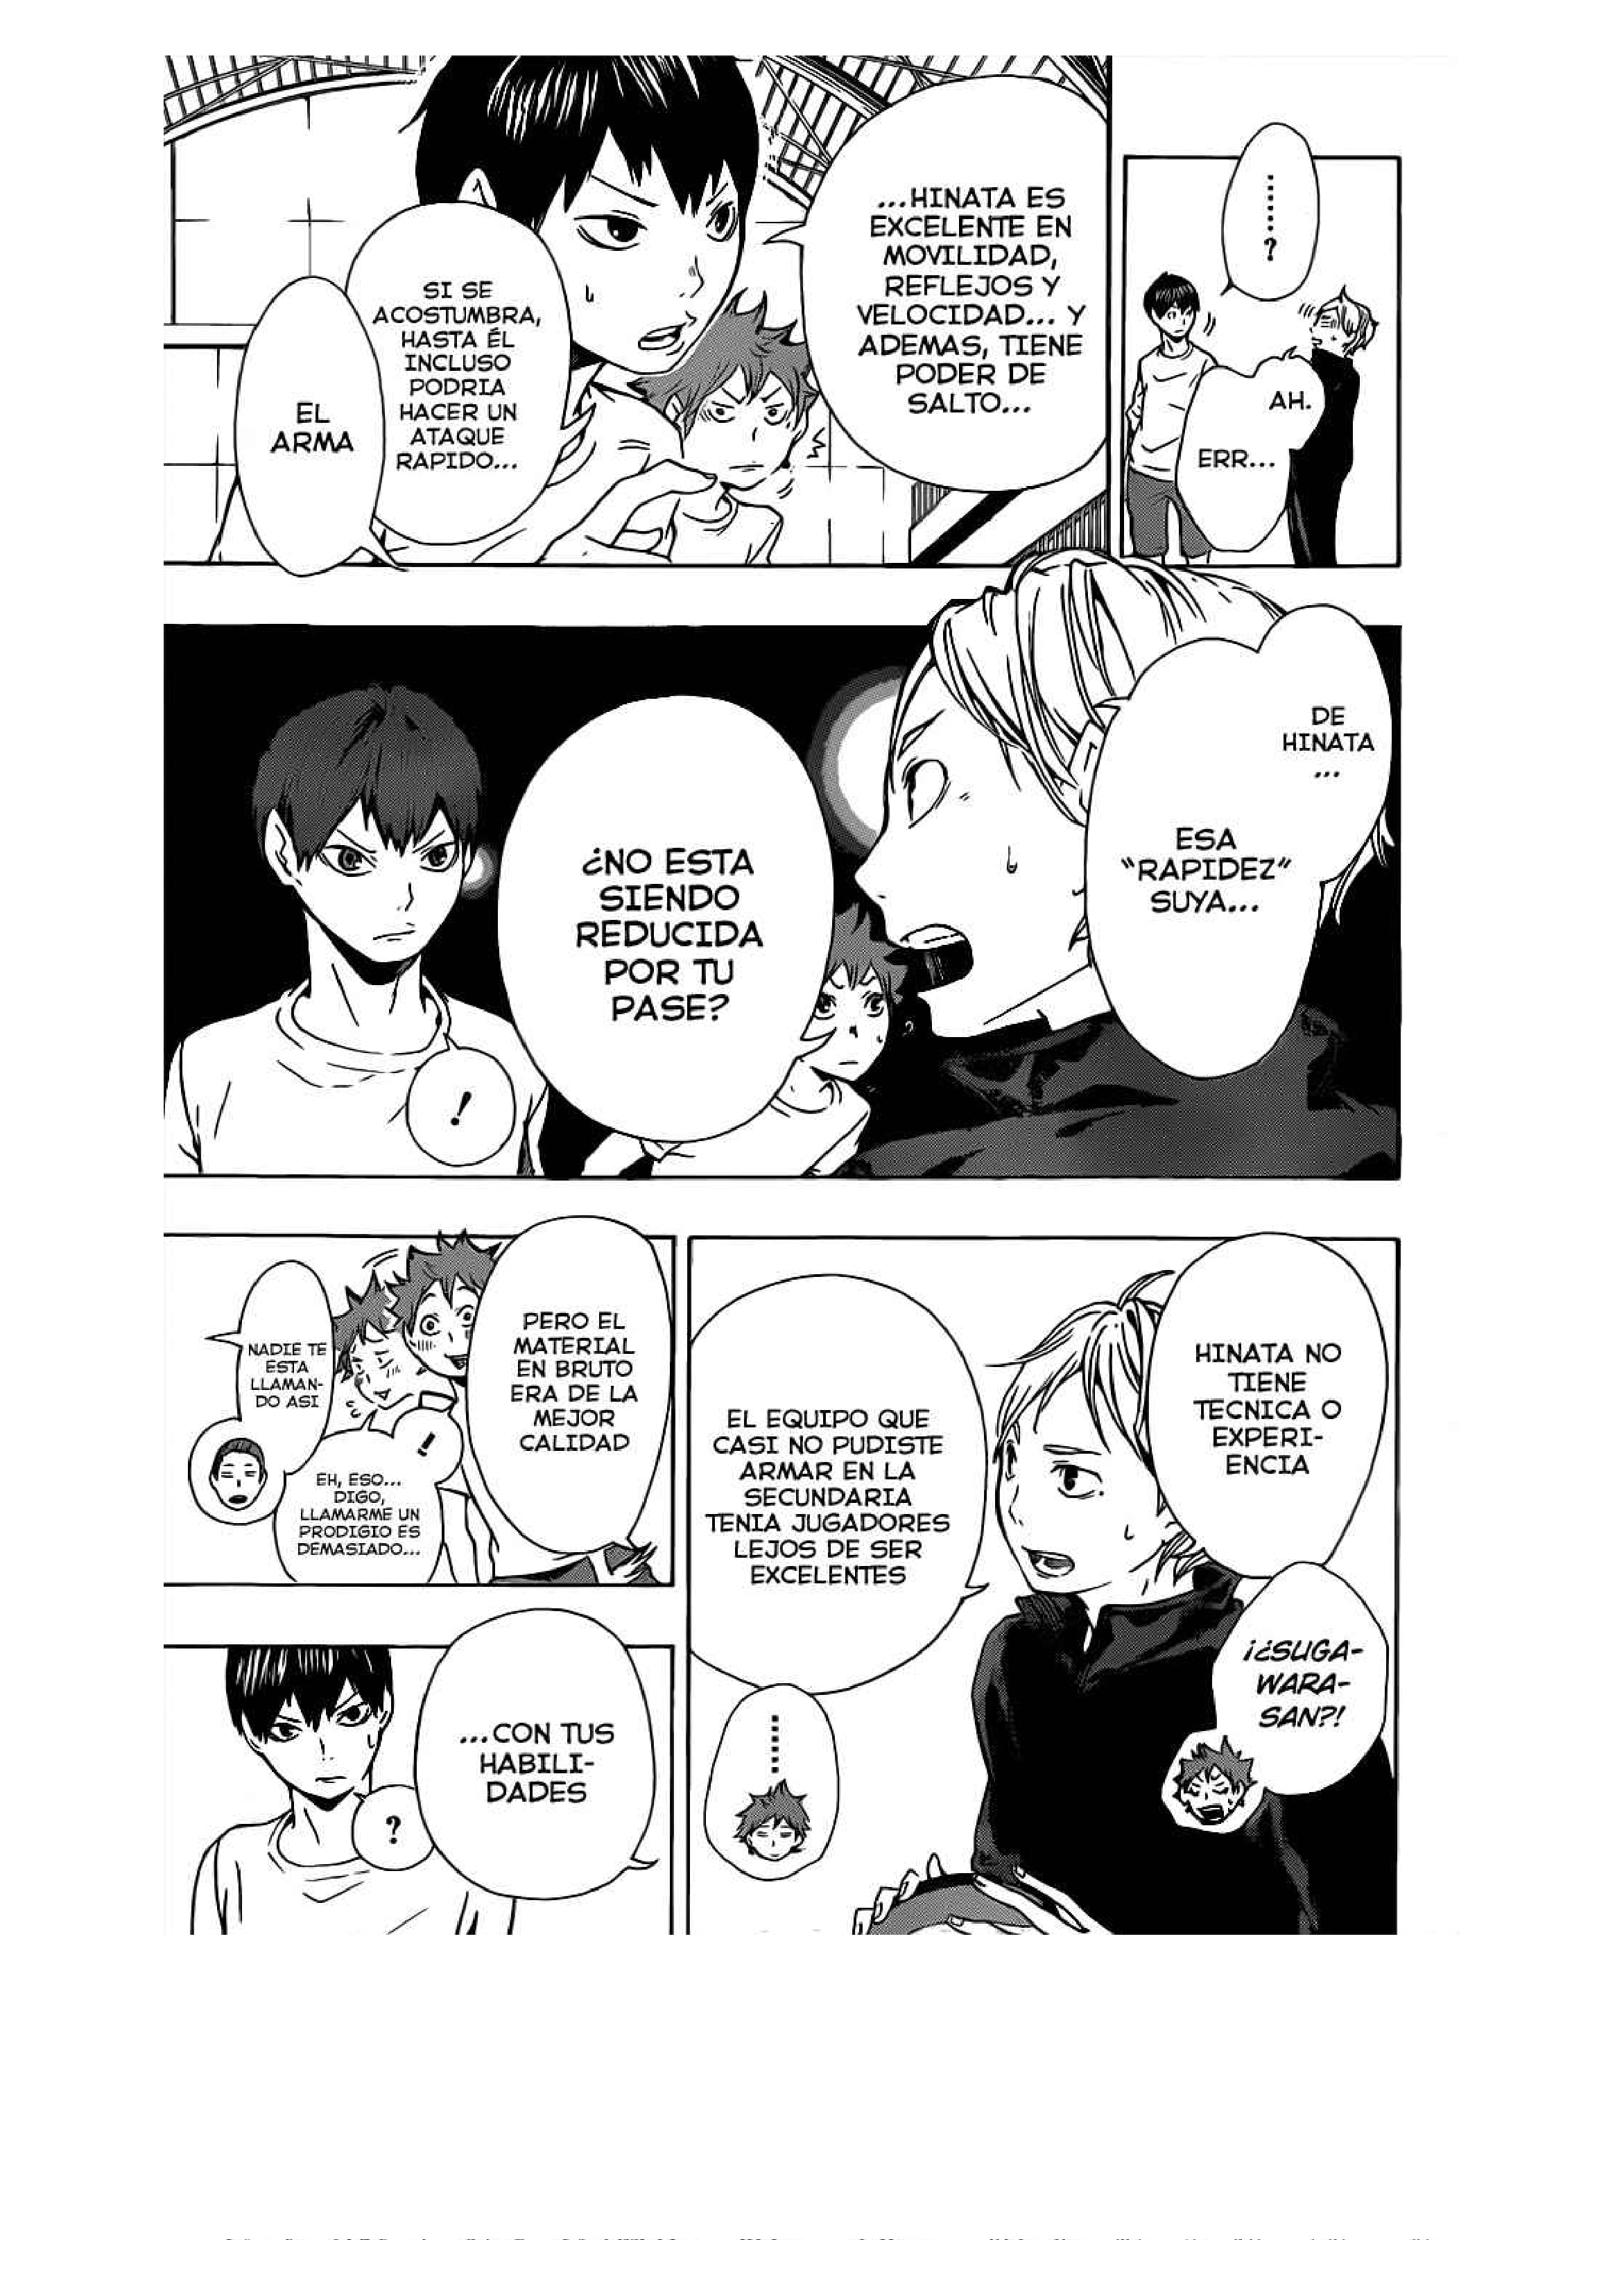 ......?
AH.
ERR...
...HINATA ES
EXCELENTE EN
MOVILIDAD,
REFLEJOS Y
VELOCIDAD... Y
ADEMAS, TIENE
PODER DE
SALTO...
SI SE
ACOSTUMBRA,
HASTA ÉL
INCLUSO
PODRIA
HACER UN
ATAQUE
RAPIDO...
EL
ARMA
DE
HINATA
...
ESA
"RAPIDEZ"
SUYA...
¿NO ESTA
SIENDO
REDUCIDA
POR TU
PASE?
!
HINATA NO
TIENE
TECNICA O
EXPERI-
ENCIA
¡¿SUGA-
WARA-
SAN?!
EL EQUIPO QUE
CASI NO PUDISTE
ARMAR EN LA
SECUNDARIA
TENIA JUGADORES
LEJOS DE SER
EXCELENTES
......
PERO EL
MATERIAL
EN BRUTO
ERA DE LA
MEJOR
CALIDAD
!
EH, ESO...
DIGO,
LLAMARME UN
PRODIGIO ES
DEMASIADO...
NADIE TE
ESTA
LLAMAN-
DO ASI
...CON TUS
HABILI-
DADES
?